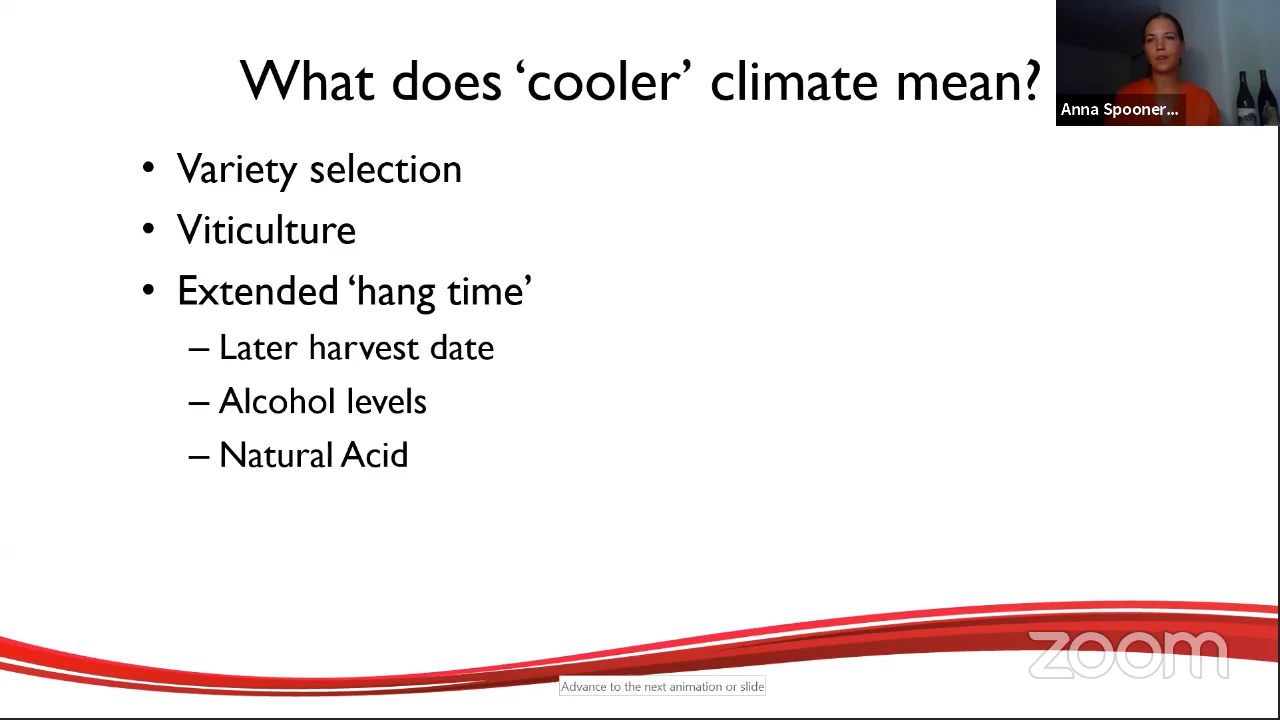 What does ‘cooler’ climate mean?
Anna Spooner...
• Variety selection
• Viticulture
• Extended ‘hang time’
– Later harvest date
– Alcohol levels
– Natural Acid
zoom
Advance to the next animation or slide